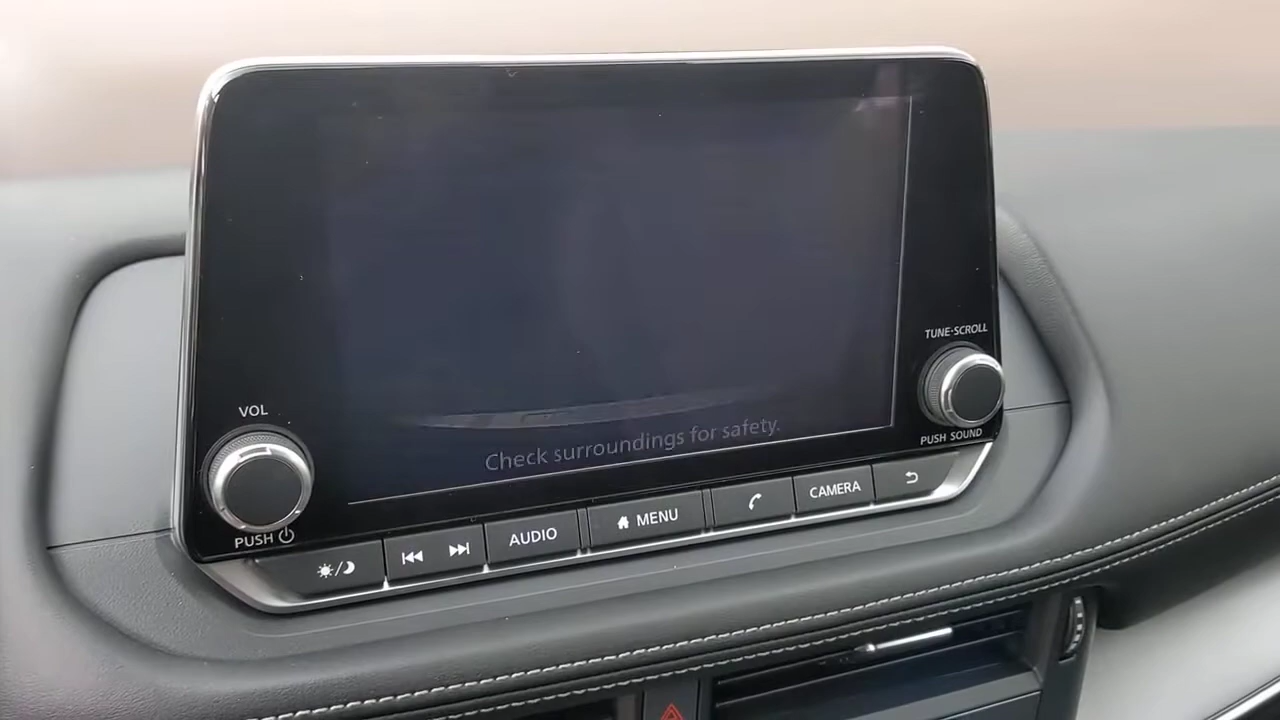 TUNE·SCROLL
VOL
Check surroundings for safety.
PUSH SOUND
PUSH
AUDIO
MENU
CAMERA